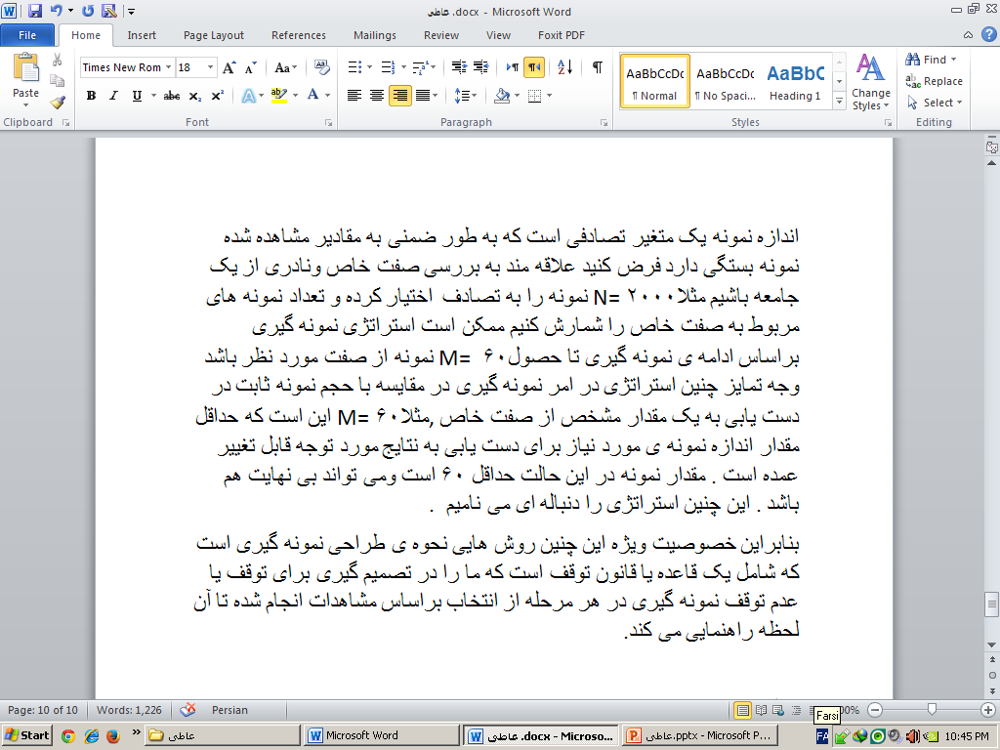 عاطی .docx - Microsoft Word
File Home Insert Page Layout References Mailings Review View Foxit PDF
Paste
Times New Rom 18
Clipboard Font Paragraph Styles Editing
AaBbCcDc AaBbCcDc AaBbC
¶ Normal ¶ No Spaci... Heading 1
Change Styles
Find
Replace
Select
اندازه نمونه یک متغیر تصادفی است که به طور ضمنی به مقادیر مشاهده شده
نمونه بستگی دارد فرض کنید علاقه مند به بررسی صفت خاص ونادری از یک
جامعه باشیم مثلا N= ۲۰۰۰ نمونه را به تصادف اختیار کرده و تعداد نمونه های
مربوط به صفت خاص را شمارش کنیم ممکن است استراتژی نمونه گیری
براساس ادامه ی نمونه گیری تا حصول M= ۶۰ نمونه از صفت مورد نظر باشد
وجه تمایز چنین استراتژی در امر نمونه گیری در مقایسه با حجم نمونه ثابت در
دست یابی به یک مقدار مشخص از صفت خاص ,مثلا M= ۶۰ این است که حداقل
مقدار اندازه نمونه ی مورد نیاز برای دست یابی به نتایج مورد توجه قابل تغییر
عمده است . مقدار نمونه در این حالت حداقل ۶۰ است ومی تواند بی نهایت هم
باشد . این چنین استراتژی را دنباله ای می نامیم .
بنابراین خصوصیت ویژه این چنین روش هایی نحوه ی طراحی نمونه گیری است
که شامل یک قاعده یا قانون توقف است که ما را در تصمیم گیری برای توقف یا
عدم توقف نمونه گیری در هر مرحله از انتخاب براساس مشاهدات انجام شده تا آن
لحظه راهنمایی می کند.
Page: 10 of 10 Words: 1,226 Persian
Farsi
Start عاطی Microsoft Word عاطی .docx - Microso... عاطی.pptx - Microsoft P... FA 10:45 PM